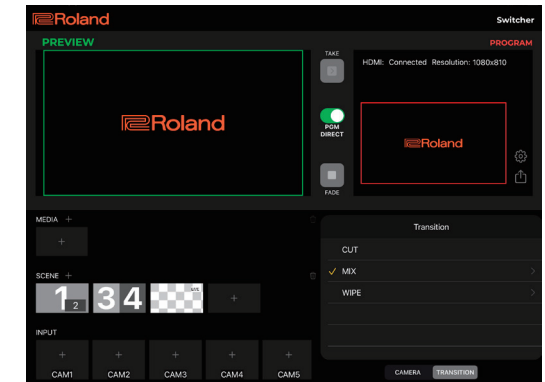 Roland
Switcher
PREVIEW
TAKE
PROGRAM
HDMI: Connected Resolution: 1080x810
Roland
PGM
DIRECT
Roland
FADE
MEDIA +
+
Transition
CUT
✓ MIX >
WIPE >
SCENE +
1 2
3 4
+
INPUT
+ + + + +
CAM1 CAM2 CAM3 CAM4 CAM5
CAMERA TRANSITION